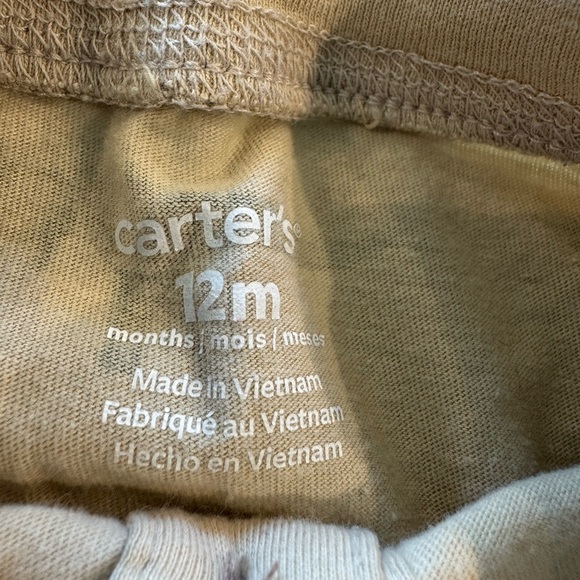 carter's®
12m
months / mois / meses
Made in Vietnam
Fabriqué au Vietnam
Hecho en Vietnam